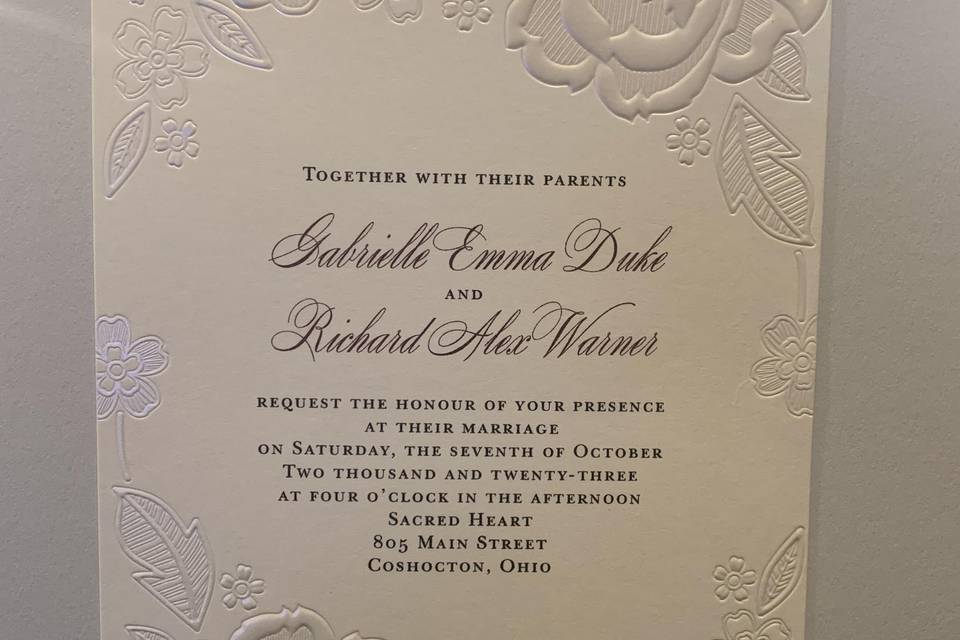 Together with their parents
Gabrielle Emma Duke
and
Richard Alex Warner
request the honour of your presence
at their marriage
on Saturday, the seventh of October
Two thousand and twenty-three
at four o'clock in the afternoon
Sacred Heart
805 Main Street
Coshocton, Ohio